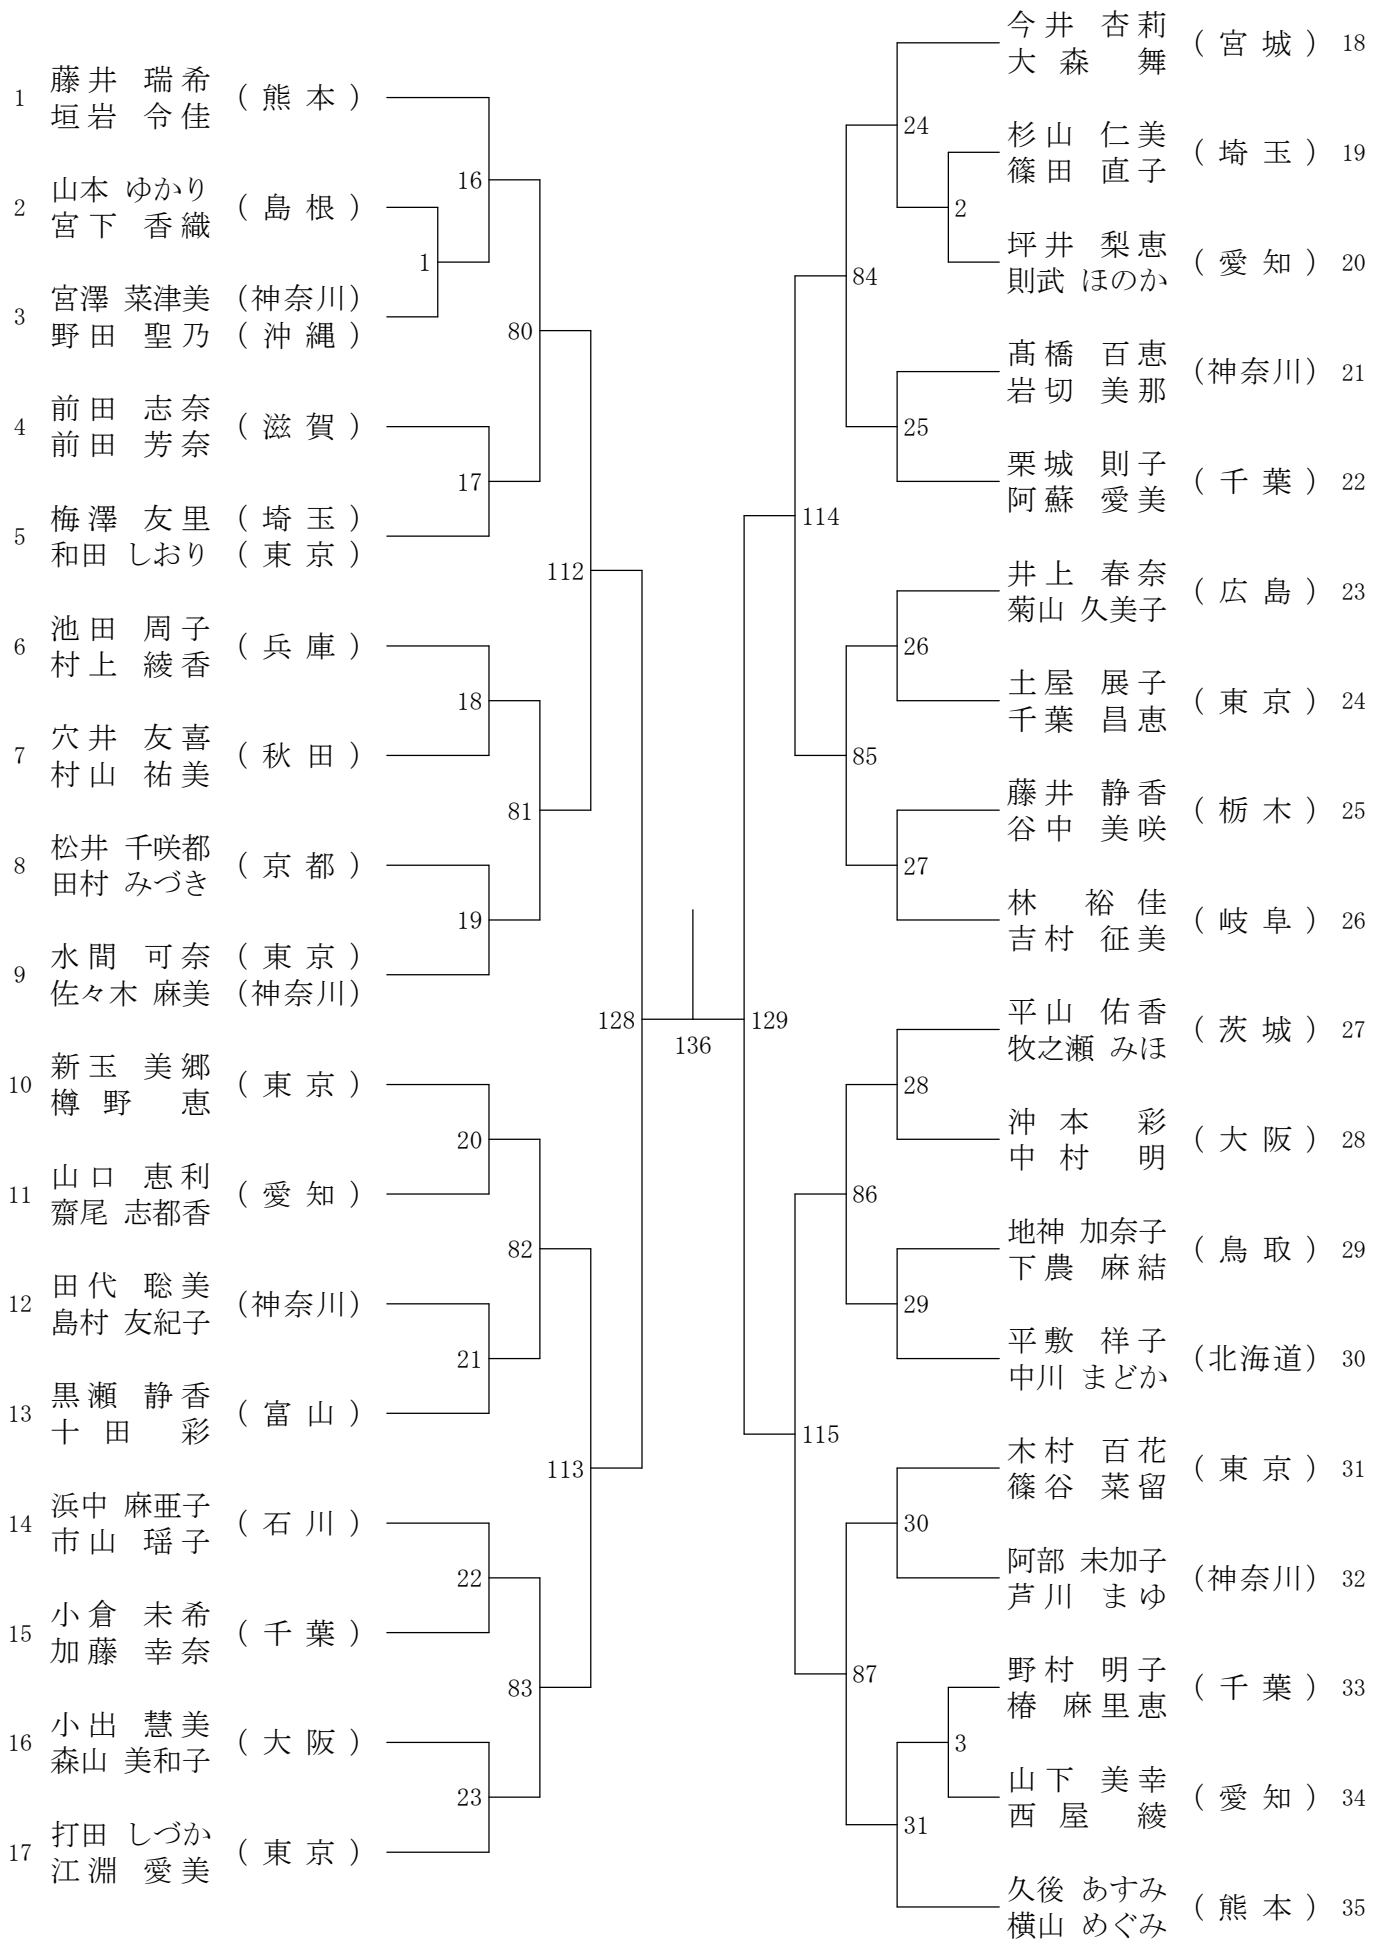 1 藤井 瑞希 (熊本)
垣岩 令佳
2 山本 ゆかり (島根)
宮下 香織
3 宮澤 菜津美 (神奈川)
野田 聖乃 (沖縄)
4 前田 志奈 (滋賀)
前田 芳奈
5 梅澤 友里 (埼玉)
和田 しおり (東京)
6 池田 周子 (兵庫)
村上 綾香
7 穴井 友喜 (秋田)
村山 祐美
8 松井 千咲都 (京都)
田村 みづき
9 水間 可奈 (東京)
佐々木 麻美 (神奈川)
10 新玉 美郷 (東京)
樽野 恵
11 山口 恵利 (愛知)
齋尾 志都香
12 田代 聡美 (神奈川)
島村 友紀子
13 黒瀬 静香 (富山)
十田 彩
14 浜中 麻亜子 (石川)
市山 瑶子
15 小倉 未希 (千葉)
加藤 幸奈
16 小出 慧美 (大阪)
森山 美和子
17 打田 しづか (東京)
江淵 愛美
1
16
17
18
19
20
21
22
23
80
81
82
83
112
113
128
136
129
114
115
84
85
86
87
24
25
26
27
28
29
30
31
2
3
今井 杏莉 (宮城) 18
大森 舞
杉山 仁美 (埼玉) 19
篠田 直子
坪井 梨恵 (愛知) 20
則武 ほのか
髙橋 百恵 (神奈川) 21
岩切 美那
栗城 則子 (千葉) 22
阿蘇 愛美
井上 春奈 (広島) 23
菊山 久美子
土屋 展子 (東京) 24
千葉 昌恵
藤井 静香 (栃木) 25
谷中 美咲
林 裕佳 (岐阜) 26
吉村 征美
平山 佑香 (茨城) 27
牧之瀬 みほ
沖本 彩 (大阪) 28
中村 明
地神 加奈子 (鳥取) 29
下農 麻結
平敷 祥子 (北海道) 30
中川 まどか
木村 百花 (東京) 31
篠谷 菜留
阿部 未加子 (神奈川) 32
芦川 まゆ
野村 明子 (千葉) 33
椿 麻里恵
山下 美幸 (愛知) 34
西屋 綾
久後 あすみ (熊本) 35
横山 めぐみ